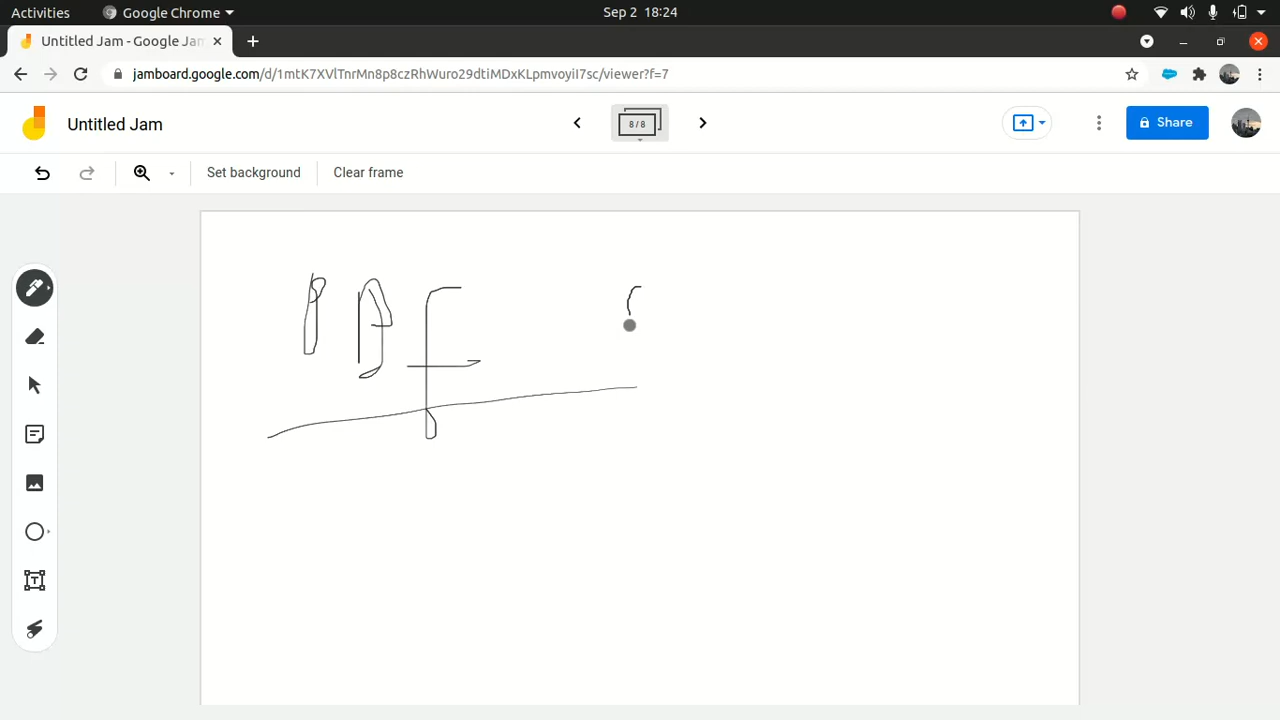 Activities Google Chrome Sep 2 18:24
Untitled Jam - Google Jam
jamboard.google.com/d/1mtK7XVlTnrMn8p8czRhWuro29dtiMDxKLpmvoyiI7sc/viewer?f=7
Untitled Jam 8/8 Share
Set background Clear frame
PDF